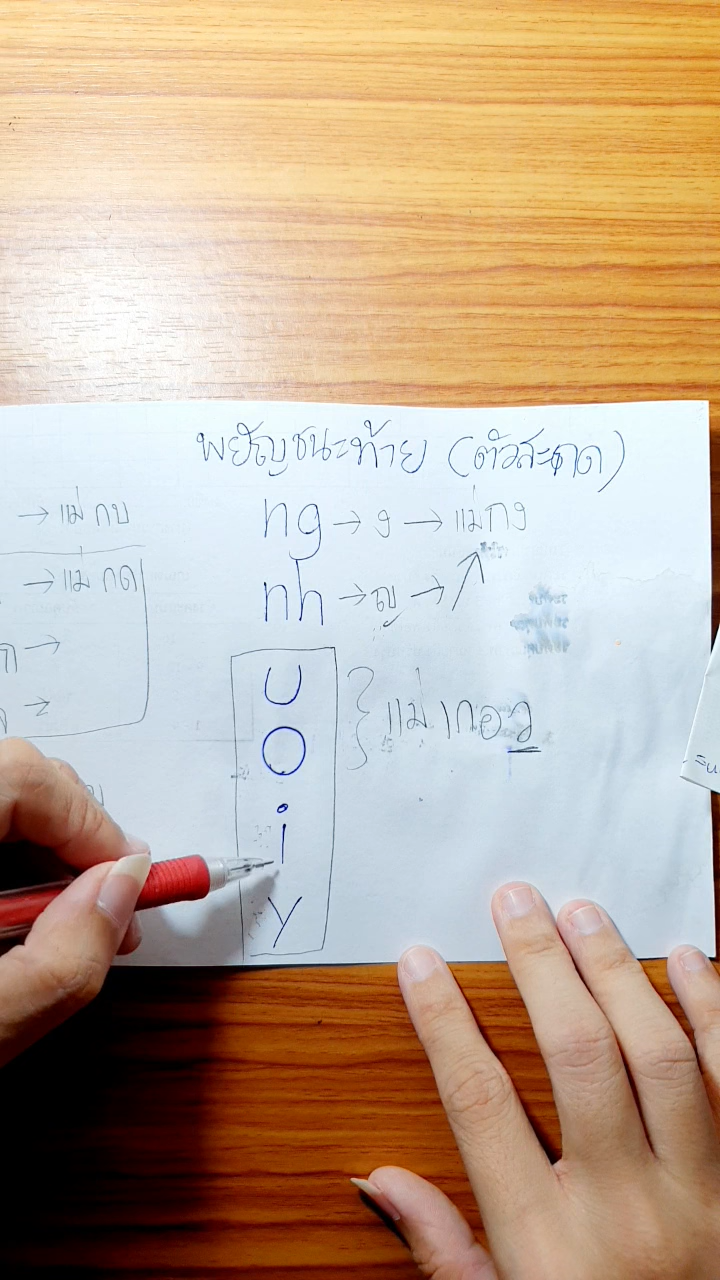 พยัญชนะท้าย (ตัวสะกด)
→ แม่ กบ
ng → ง → แม่กง
→ แม่ กด
nh → ญ → ↗
ก →
→
u
o } แม่ เกอว
i
y